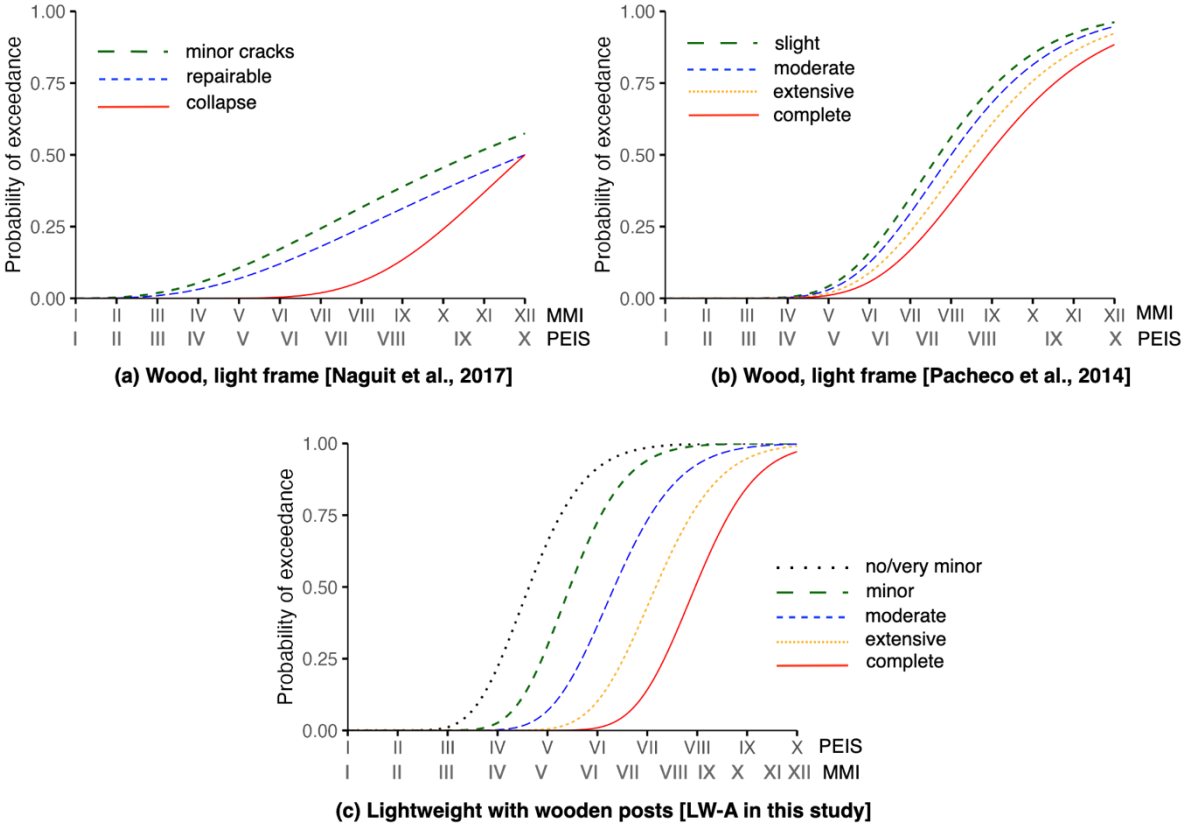 1.00
0.75
0.50
0.25
0.00
Probability of exceedance
minor cracks
repairable
collapse
I II III IV V VI VII VIII IX X XI XII MMI
I II III IV V VI VII VIII IX X PEIS
(a) Wood, light frame [Naguit et al., 2017]
1.00
0.75
0.50
0.25
0.00
Probability of exceedance
slight
moderate
extensive
complete
I II III IV V VI VII VIII IX X XI XII MMI
I II III IV V VI VII VIII IX X PEIS
(b) Wood, light frame [Pacheco et al., 2014]
1.00
0.75
0.50
0.25
0.00
Probability of exceedance
no/very minor
minor
moderate
extensive
complete
I II III IV V VI VII VIII IX X PEIS
I II III IV V VI VII VIII IX X XI XII MMI
(c) Lightweight with wooden posts [LW-A in this study]